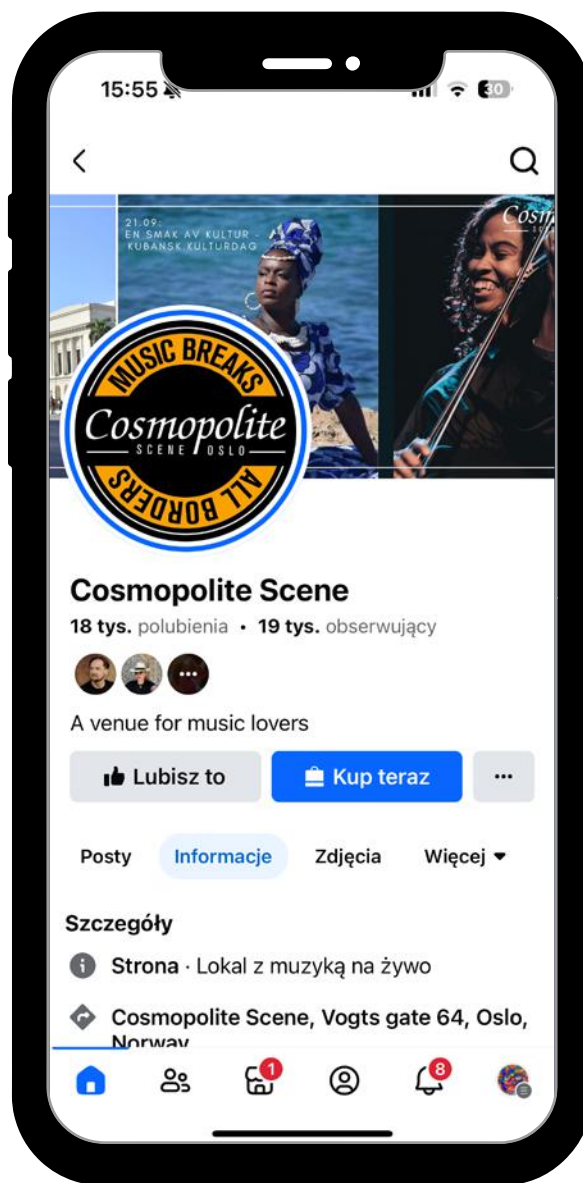 15:55
30
21.09:
EN SMAK AV KULTUR -
KUBANSK KULTURDAG
MUSIC BREAKS
Cosmopolite
SCENE OSLO
ALL BORDERS
Cosmopolite Scene
18 tys. polubienia • 19 tys. obserwujący
A venue for music lovers
Lubisz to
Kup teraz
Posty Informacje Zdjęcia Więcej
Szczegóły
Strona · Lokal z muzyką na żywo
Cosmopolite Scene, Vogts gate 64, Oslo,
Norway
1
8